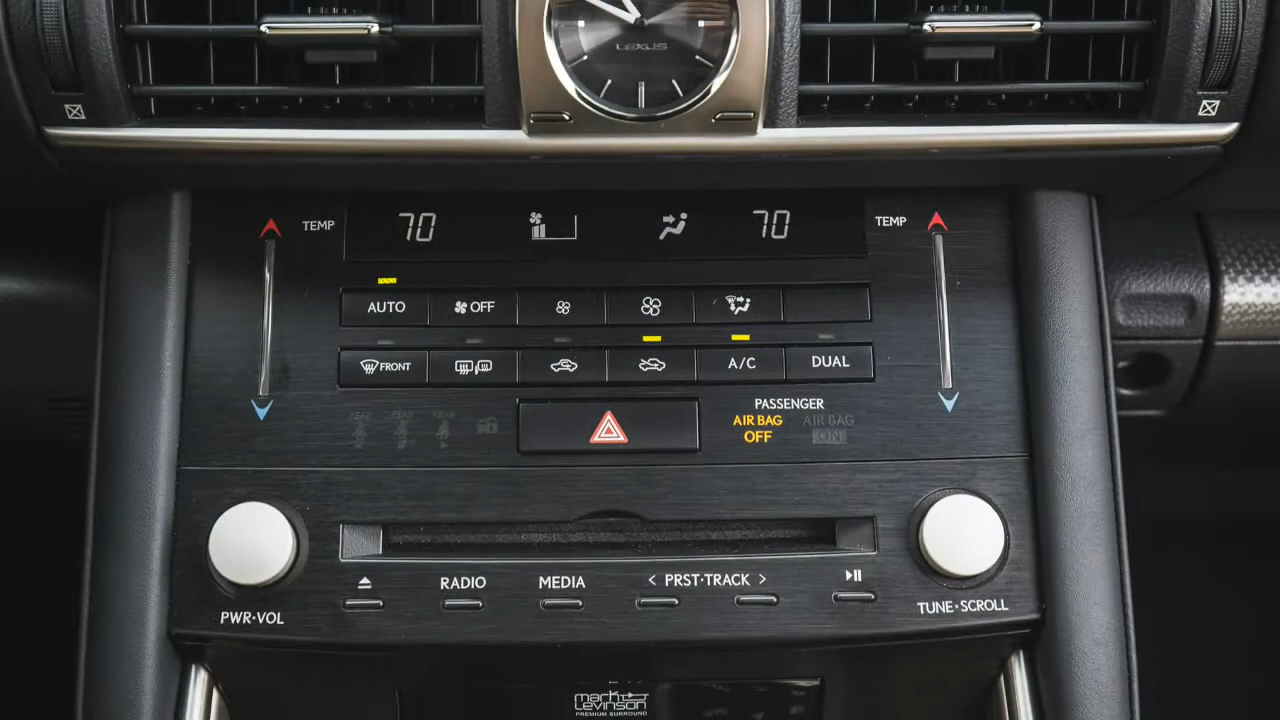 LEXUS
TEMP 70 70 TEMP
AUTO OFF
FRONT A/C DUAL
PASSENGER
AIR BAG AIR BAG
OFF ON
RADIO MEDIA < PRST·TRACK >
PWR·VOL TUNE·SCROLL
mark
Levinson
PREMIUM SURROUND